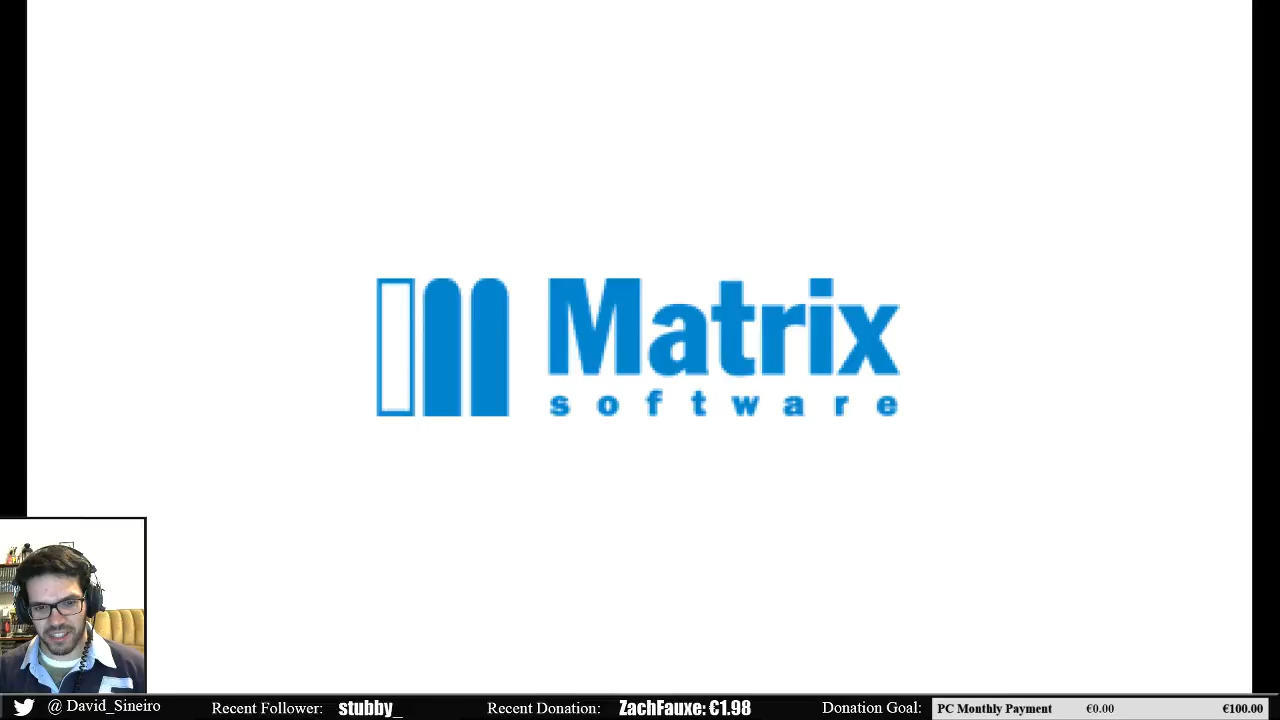 Matrix
software
@ David_Sineiro Recent Follower: stubby_ Recent Donation: ZachFauxe: €1.98 Donation Goal: PC Monthly Payment €0.00 €100.00